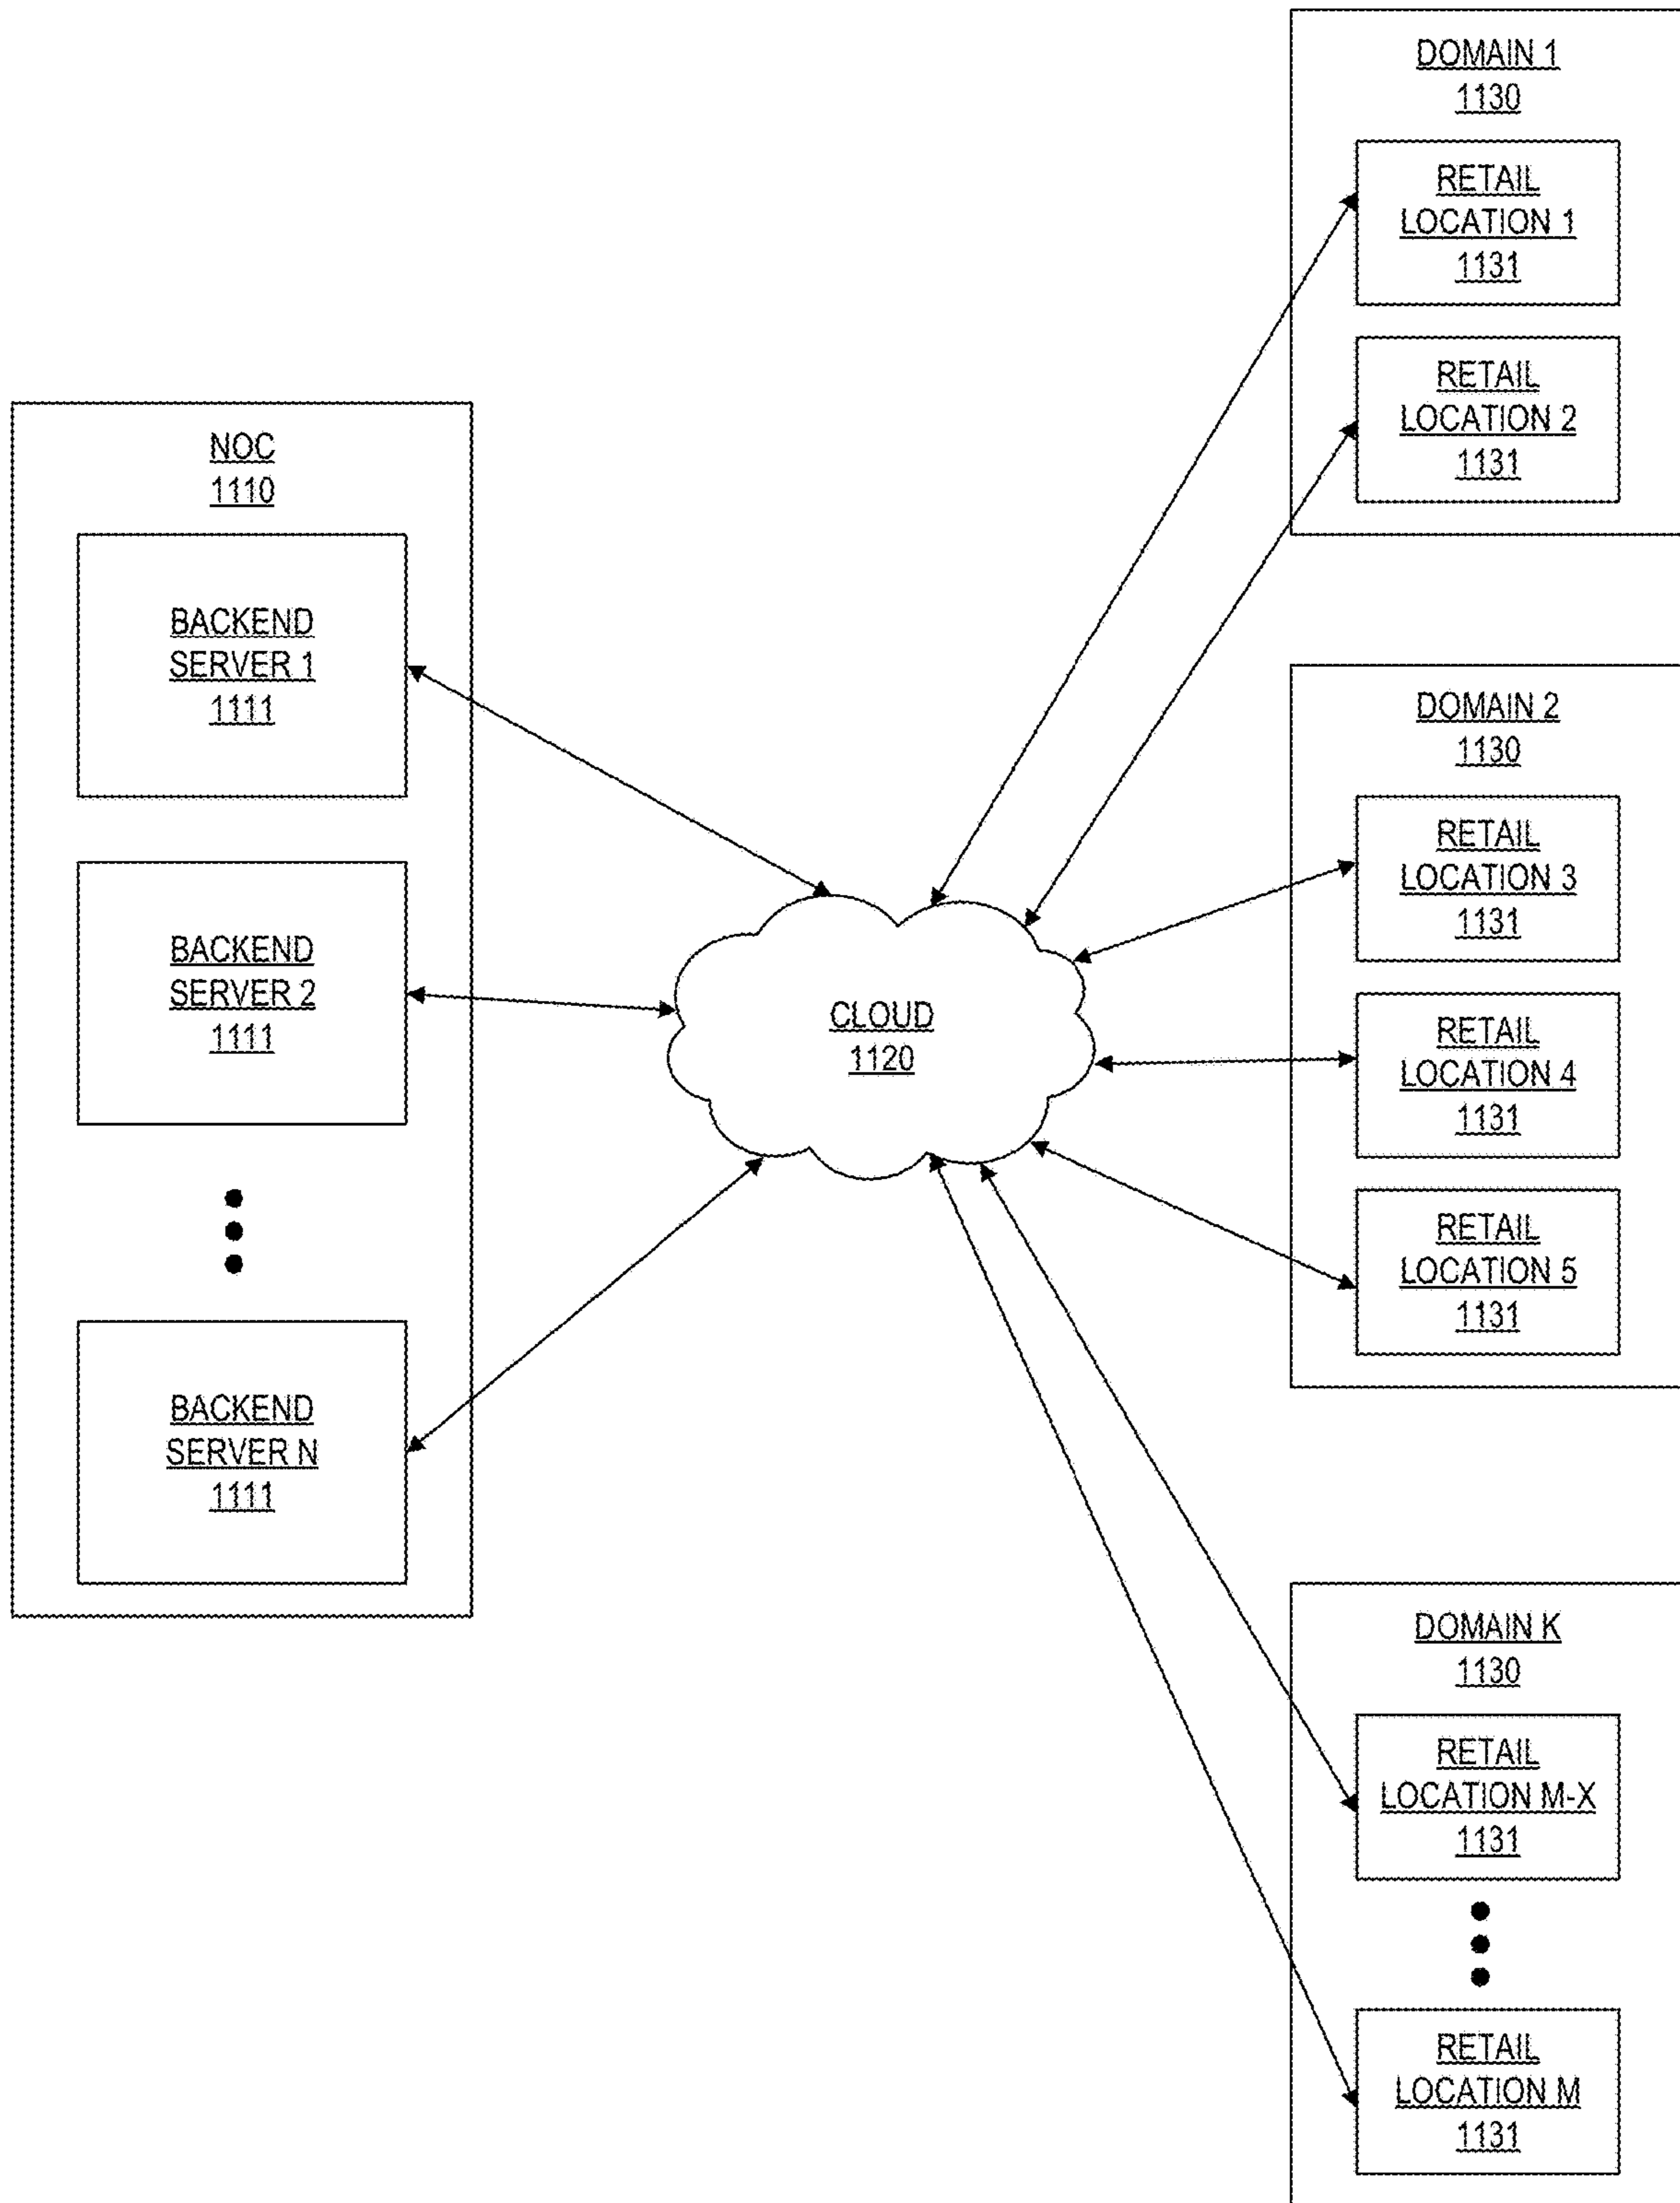 NOC
1110
BACKEND
SERVER 1
1111
BACKEND
SERVER 2
1111
BACKEND
SERVER N
1111
CLOUD
1120
DOMAIN 1
1130
RETAIL
LOCATION 1
1131
RETAIL
LOCATION 2
1131
DOMAIN 2
1130
RETAIL
LOCATION 3
1131
RETAIL
LOCATION 4
1131
RETAIL
LOCATION 5
1131
DOMAIN K
1130
RETAIL
LOCATION M-X
1131
RETAIL
LOCATION M
1131